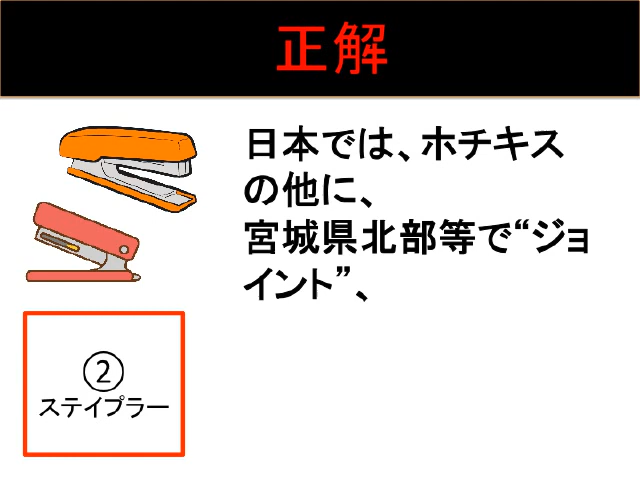 正解
日本では、ホチキス
の他に、
宮城県北部等で“ジョ
イント”、
②
ステイプラー